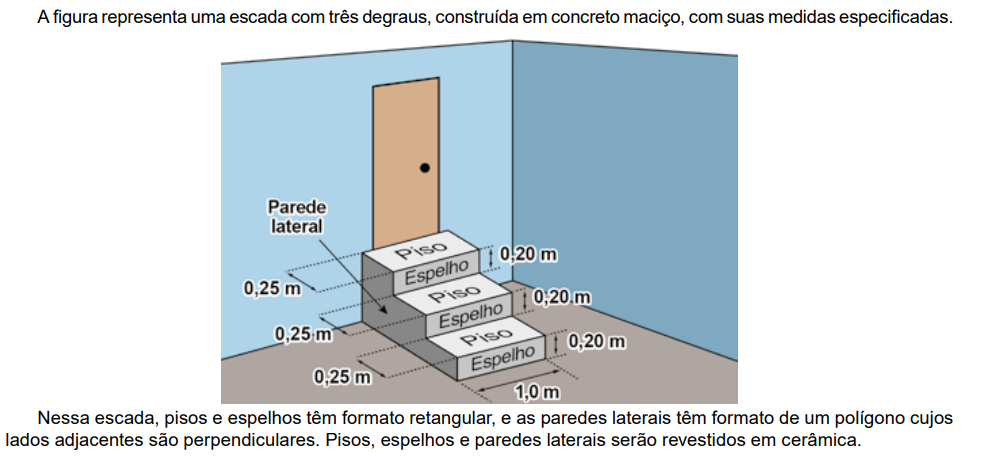 A figura representa uma escada com três degraus, construída em concreto maciço, com suas medidas especificadas.
Parede
lateral
Piso
0,20 m
Espelho
0,25 m
Piso
0,20 m
Espelho
0,25 m
Piso
0,20 m
Espelho
0,25 m
1,0 m
Nessa escada, pisos e espelhos têm formato retangular, e as paredes laterais têm formato de um polígono cujos
lados adjacentes são perpendiculares. Pisos, espelhos e paredes laterais serão revestidos em cerâmica.